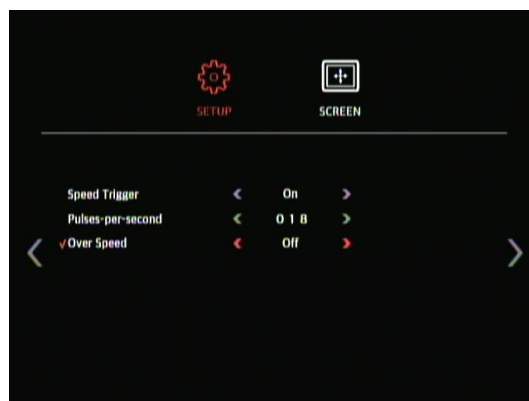 SETUP SCREEN
Speed Trigger On
Pulses-per-second 0 1 8
√Over Speed Off